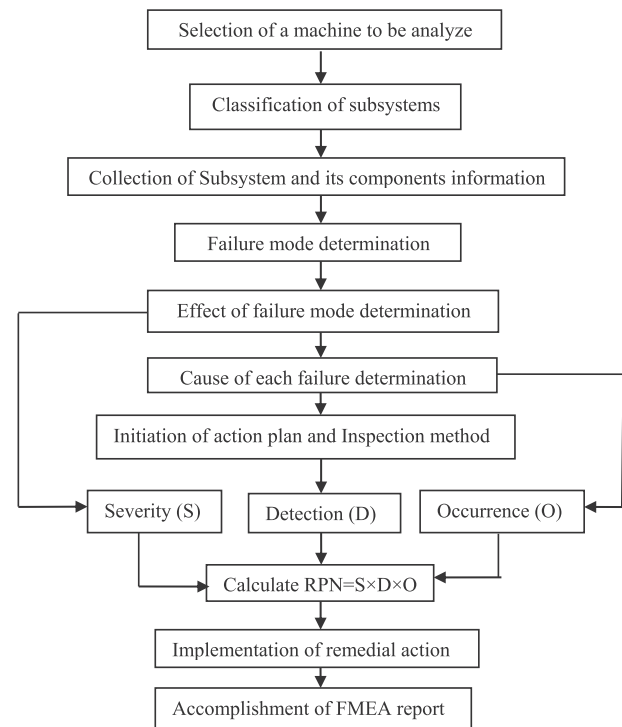 Selection of a machine to be analyze
Classification of subsystems
Collection of Subsystem and its components information
Failure mode determination
Effect of failure mode determination
Cause of each failure determination
Initiation of action plan and Inspection method
Severity (S)
Detection (D)
Occurrence (O)
Calculate RPN=S×D×O
Implementation of remedial action
Accomplishment of FMEA report